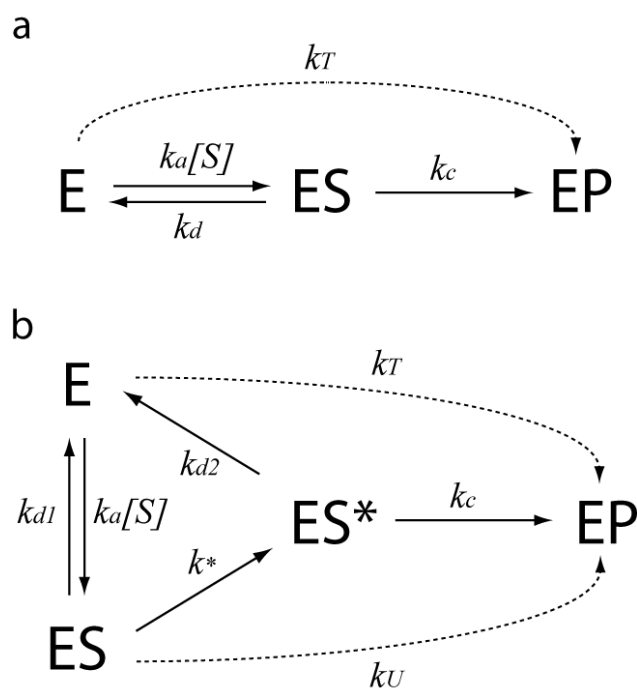 a
kT
E ka[S] ES kc EP
kd
b
E kT
kd1 ka[S] kd2 ES* kc EP
k*
ES
kU